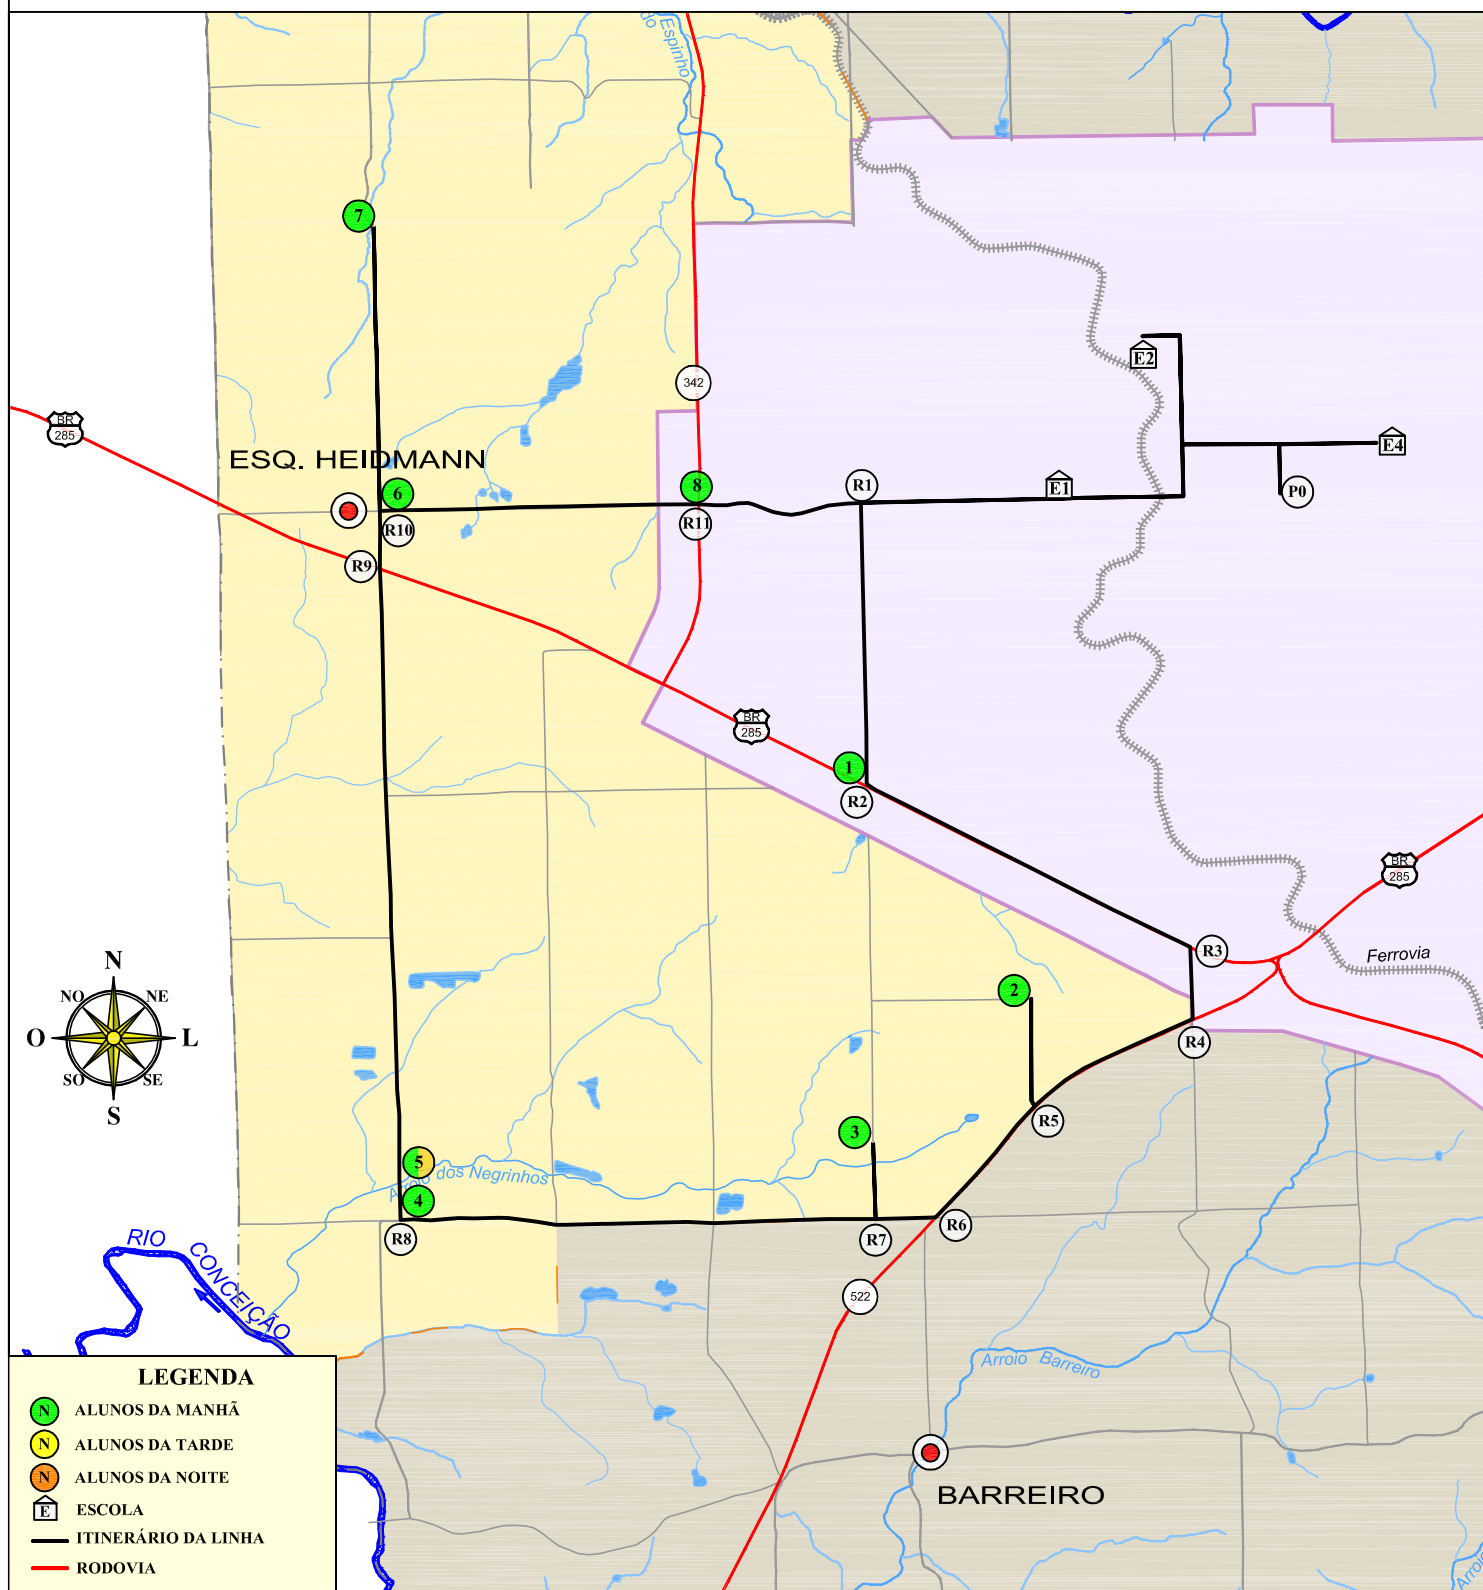 do Espinho
7
342
E2
BR
285
E4
ESQ. HEIDMANN
6
8
R1
E1
P0
R10
R11
R9
BR
285
1
R2
BR
285
R3
Ferrovia
N
NO
NE
2
O
L
R4
SO
SE
S
R5
3
5
Arroio dos Negrinhos
4
R8
R7
R6
RIO CONCEIÇÃO
522
Arroio Barreiro
LEGENDA
N ALUNOS DA MANHÃ
N ALUNOS DA TARDE
N ALUNOS DA NOITE
E ESCOLA
ITINERÁRIO DA LINHA
RODOVIA
BARREIRO
Arroio